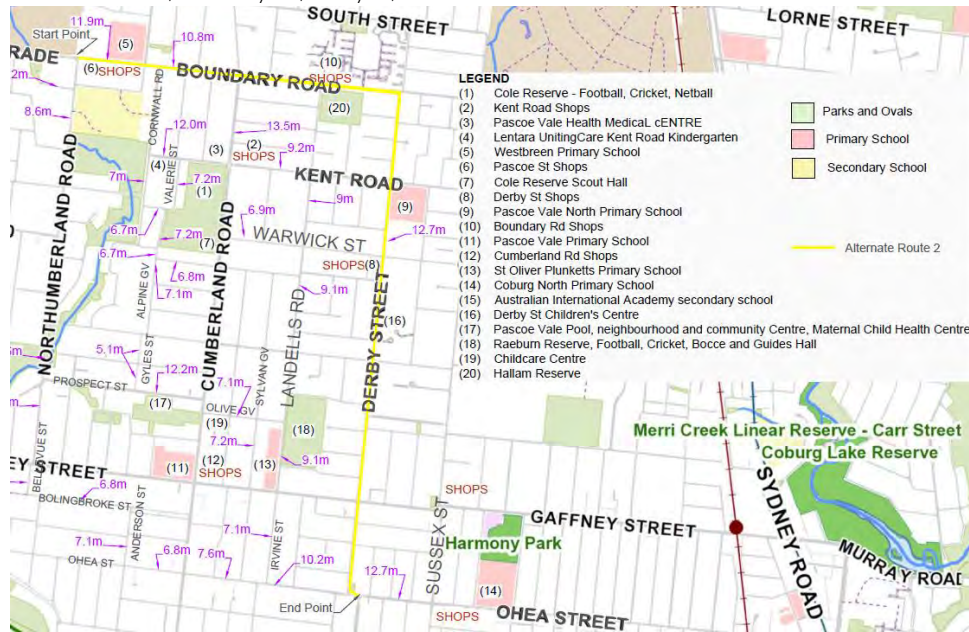 11.9m
SOUTH STREET
LORNE STREET
Start Point
(5)
10.8m
(10)
RADE
(6) SHOPS
BOUNDARY ROAD
SHOPS
(20)
2m
8.6m
CORNWALL RD
12.0m
13.5m
(3)
(2)
SHOPS
9.2m
(4)
VALERIE ST
7m
7.2m
(1)
KENT ROAD
9m
(9)
6.9m
6.7m
12.7m
7.2m
(7)
WARWICK ST
6.7m
SHOPS (8)
6.8m
7.1m
9.1m
ALPINE GV
NORTHUMBERLAND ROAD
CUMBERLAND ROAD
LANDELLS RD
DERBY STREET
(16)
5.1m
GYLES ST
12.2m
SYLVAN GV
7.1m
PROSPECT ST
(17)
OLIVE GV
(19)
(18)
7.2m
9.1m
(11)
(12)
SHOPS
(13)
EY STREET
BELLEVUE ST
6.8m
BOLINGBROKE ST
ANDERSON ST
7.1m
OHEA ST
6.8m
7.6m
7.1m
IRVINE ST
10.2m
12.7m
End Point
SUSSEX ST
SHOPS
GAFFNEY STREET
Harmony Park
(14)
SHOPS
OHEA STREET
Merri Creek Linear Reserve - Carr Street
Coburg Lake Reserve
SYDNEY ROAD
MURRAY ROAD
LEGEND
(1) Cole Reserve - Football, Cricket, Netball
(2) Kent Road Shops
(3) Pascoe Vale Health MedicaL cENTRE
(4) Lentara UnitingCare Kent Road Kindergarten
(5) Westbreen Primary School
(6) Pascoe St Shops
(7) Cole Reserve Scout Hall
(8) Derby St Shops
(9) Pascoe Vale North Primary School
(10) Boundary Rd Shops
(11) Pascoe Vale Primary School
(12) Cumberland Rd Shops
(13) St Oliver Plunketts Primary School
(14) Coburg North Primary School
(15) Australian International Academy secondary school
(16) Derby St Children's Centre
(17) Pascoe Vale Pool, neighbourhood and community Centre, Maternal Child Health Centre
(18) Raeburn Reserve, Football, Cricket, Bocce and Guides Hall
(19) Childcare Centre
(20) Hallam Reserve
Parks and Ovals
Primary School
Secondary School
Alternate Route 2